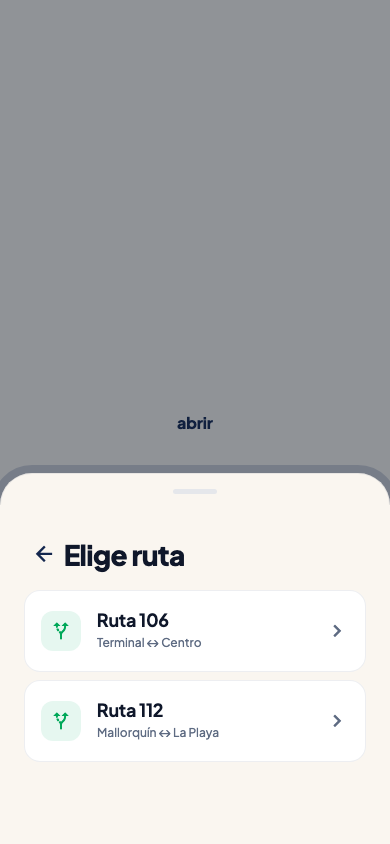 abrir
Elige ruta
Ruta 106
Terminal ↔ Centro
Ruta 112
Mallorquín ↔ La Playa